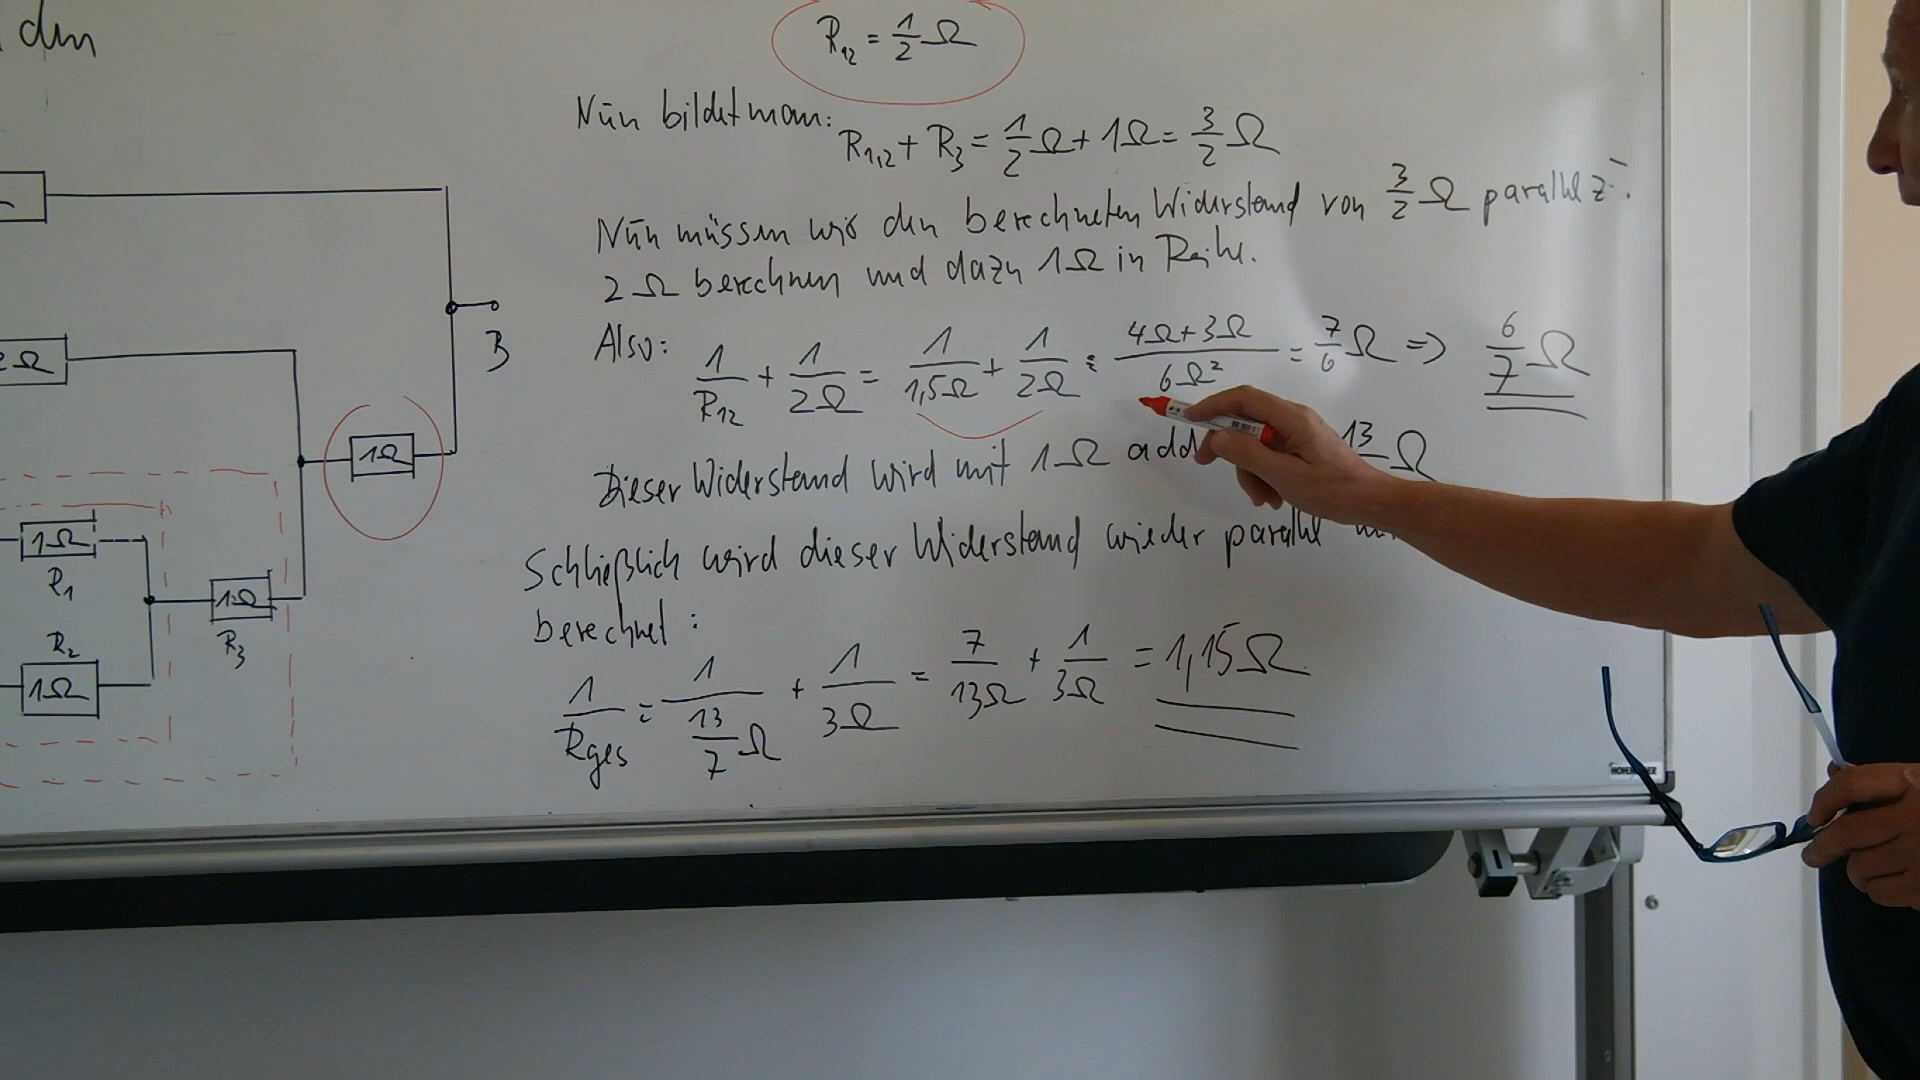 R₁₂ = 1/2 Ω
Nun bildet man:
R₁,₂ + R₃ = 1/2 Ω + 1Ω = 3/2 Ω
Nun müssen wir den berechneten Widerstand von 3/2 Ω parallel z.
2 Ω berechnen und dazu 1Ω in Reihe.
Also: 1/R₁₂ + 1/2Ω = 1/1,5Ω + 1/2Ω = 4Ω+3Ω/6Ω² = 7/6 Ω => 6/7 Ω
Dieser Widerstand wird mit 1Ω add 13 Ω
Schließlich wird dieser Widerstand wieder parallel
berechnet:
1/Rges = 1/(13/7 Ω) + 1/3Ω = 7/13Ω + 1/3Ω = 1,15Ω
2Ω
B
1Ω
1Ω
R₁
1Ω
R₃
R₂
1Ω